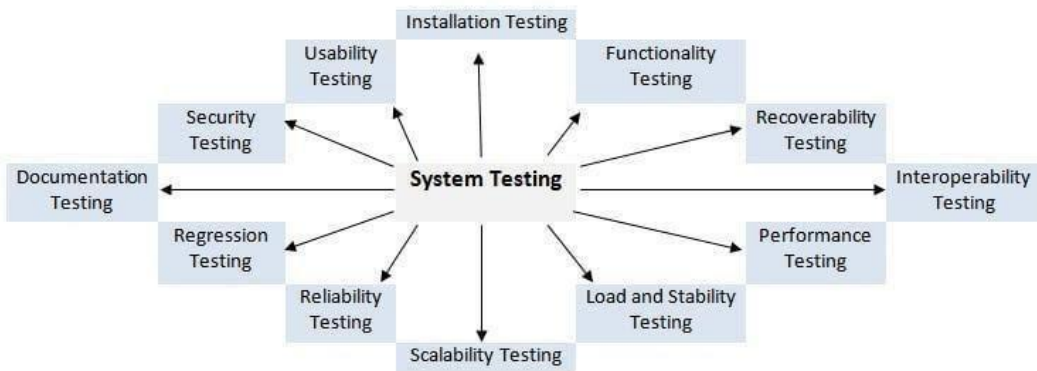 Installation Testing
Usability
Testing
Functionality
Testing
Security
Testing
Recoverability
Testing
System Testing
Documentation
Testing
Interoperability
Testing
Regression
Testing
Performance
Testing
Reliability
Testing
Load and Stability
Testing
Scalability Testing